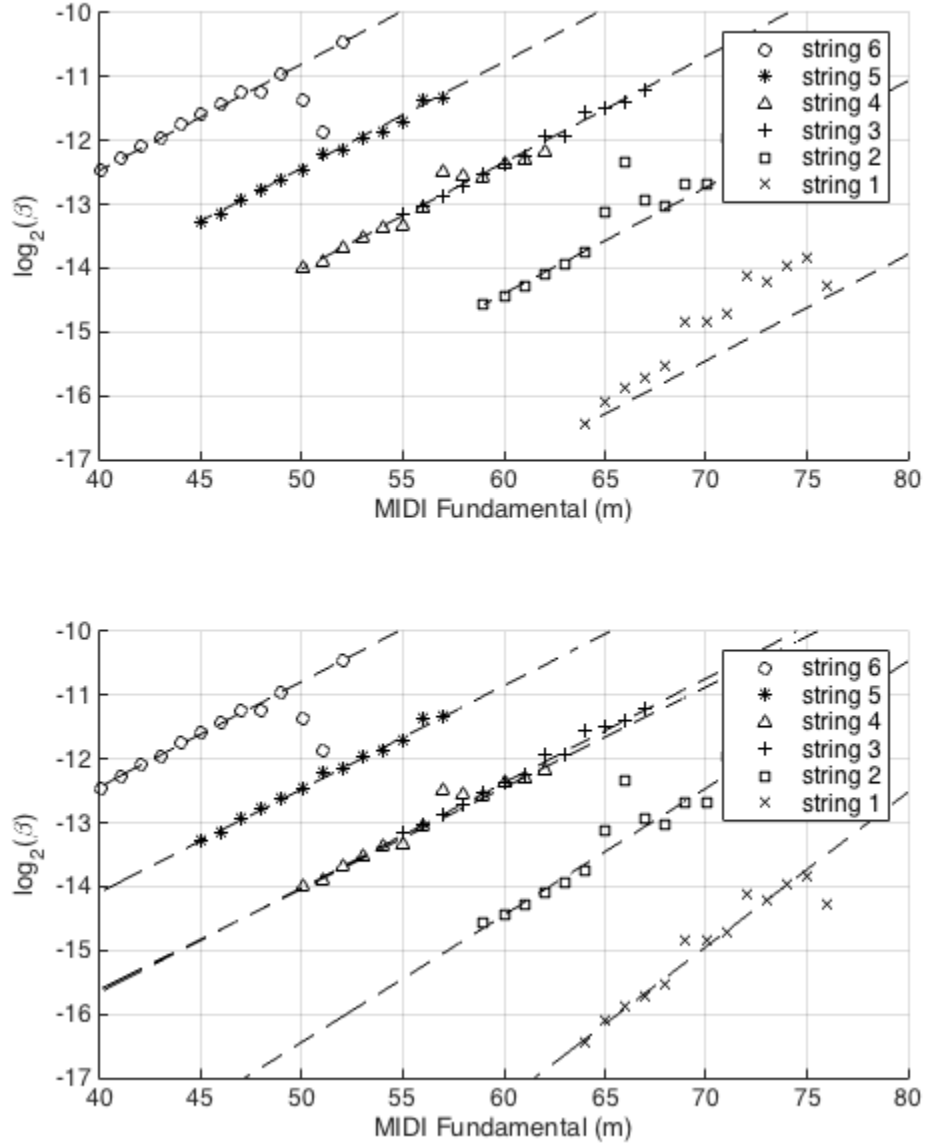 -10
-11
-12
-13
-14
-15
-16
-17
log2(β)
40 45 50 55 60 65 70 75 80
MIDI Fundamental (m)
string 6
string 5
string 4
string 3
string 2
string 1
-10
-11
-12
-13
-14
-15
-16
-17
log2(β)
40 45 50 55 60 65 70 75 80
MIDI Fundamental (m)
string 6
string 5
string 4
string 3
string 2
string 1